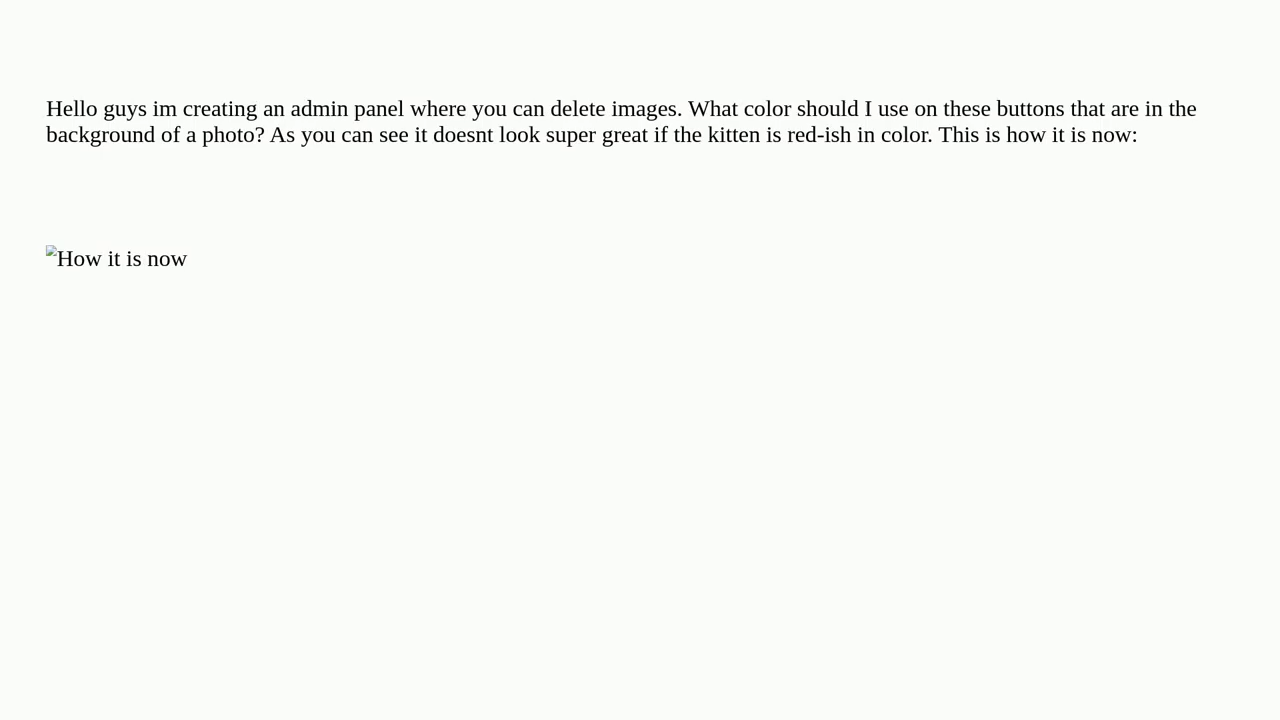 Hello guys im creating an admin panel where you can delete images. What color should I use on these buttons that are in the
background of a photo? As you can see it doesnt look super great if the kitten is red-ish in color. This is how it is now:
How it is now